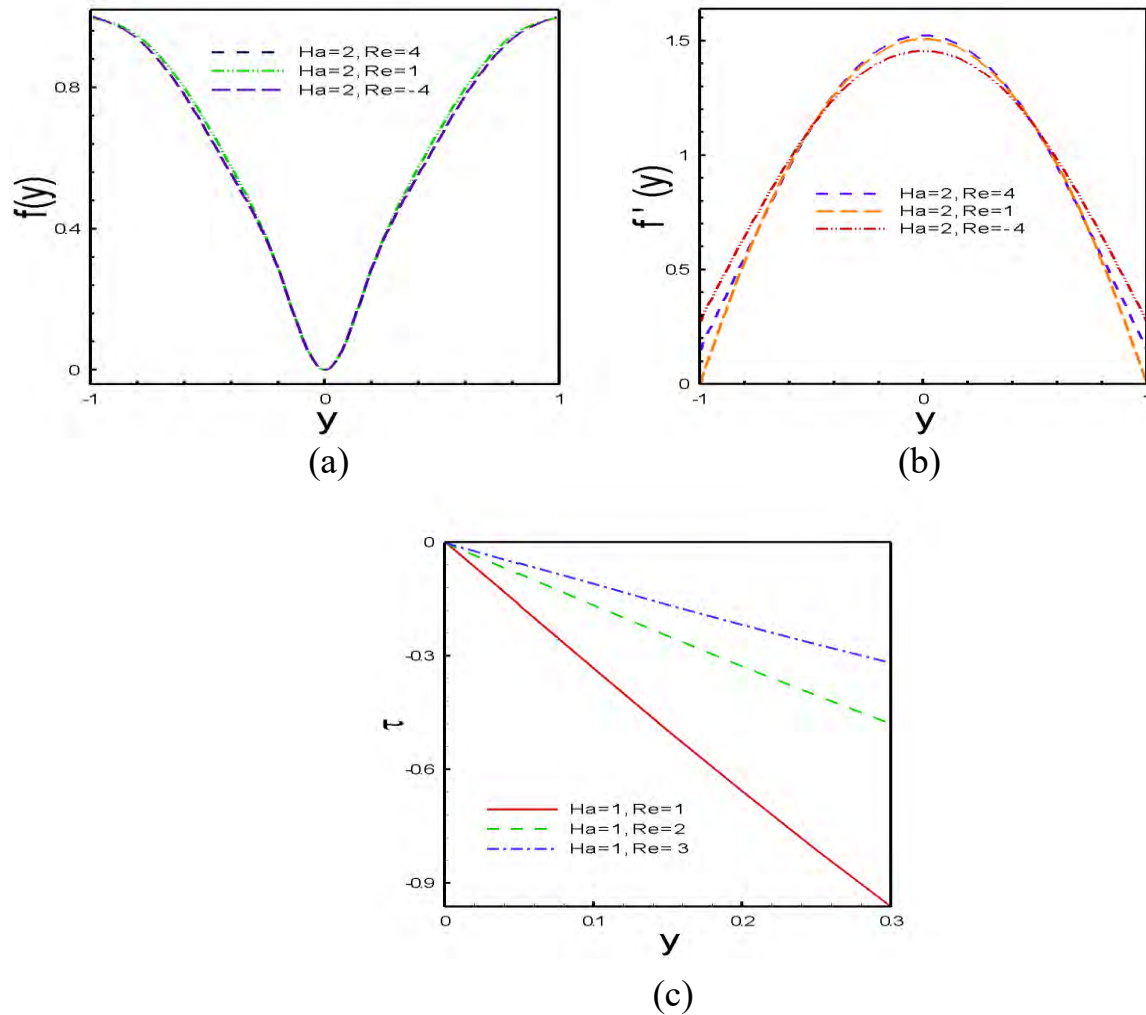 Ha=2, Re=4
Ha=2, Re=1
Ha=2, Re=-4
0.8
0.4
0
f(y)
-1
0
1
y
(a)
1.5
1
0.5
0
f ' (y)
Ha=2, Re=4
Ha=2, Re=1
Ha=2, Re=-4
-1
0
1
y
(b)
0
-0.3
-0.6
-0.9
τ
Ha=1, Re=1
Ha=1, Re=2
Ha=1, Re= 3
0
0.1
0.2
0.3
y
(c)